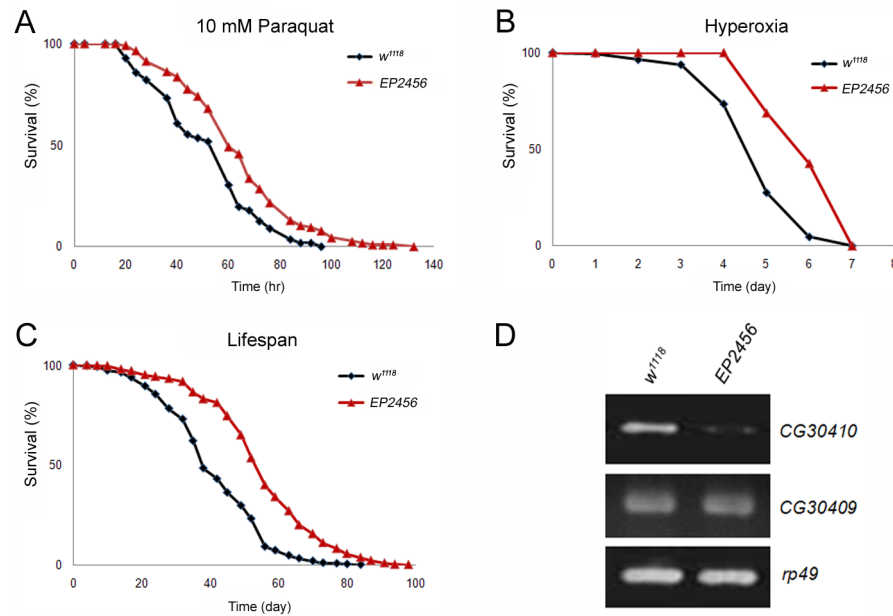 A
10 mM Paraquat
100
50
0
Survival (%)
0 20 40 60 80 100 120 140
Time (hr)
w1118
EP2456
B
Hyperoxia
100
50
0
Survival (%)
0 1 2 3 4 5 6 7 8
Time (day)
w1118
EP2456
C
Lifespan
100
50
0
Survival (%)
0 20 40 60 80 100
Time (day)
w1118
EP2456
D
w1118 EP2456
CG30410
CG30409
rp49